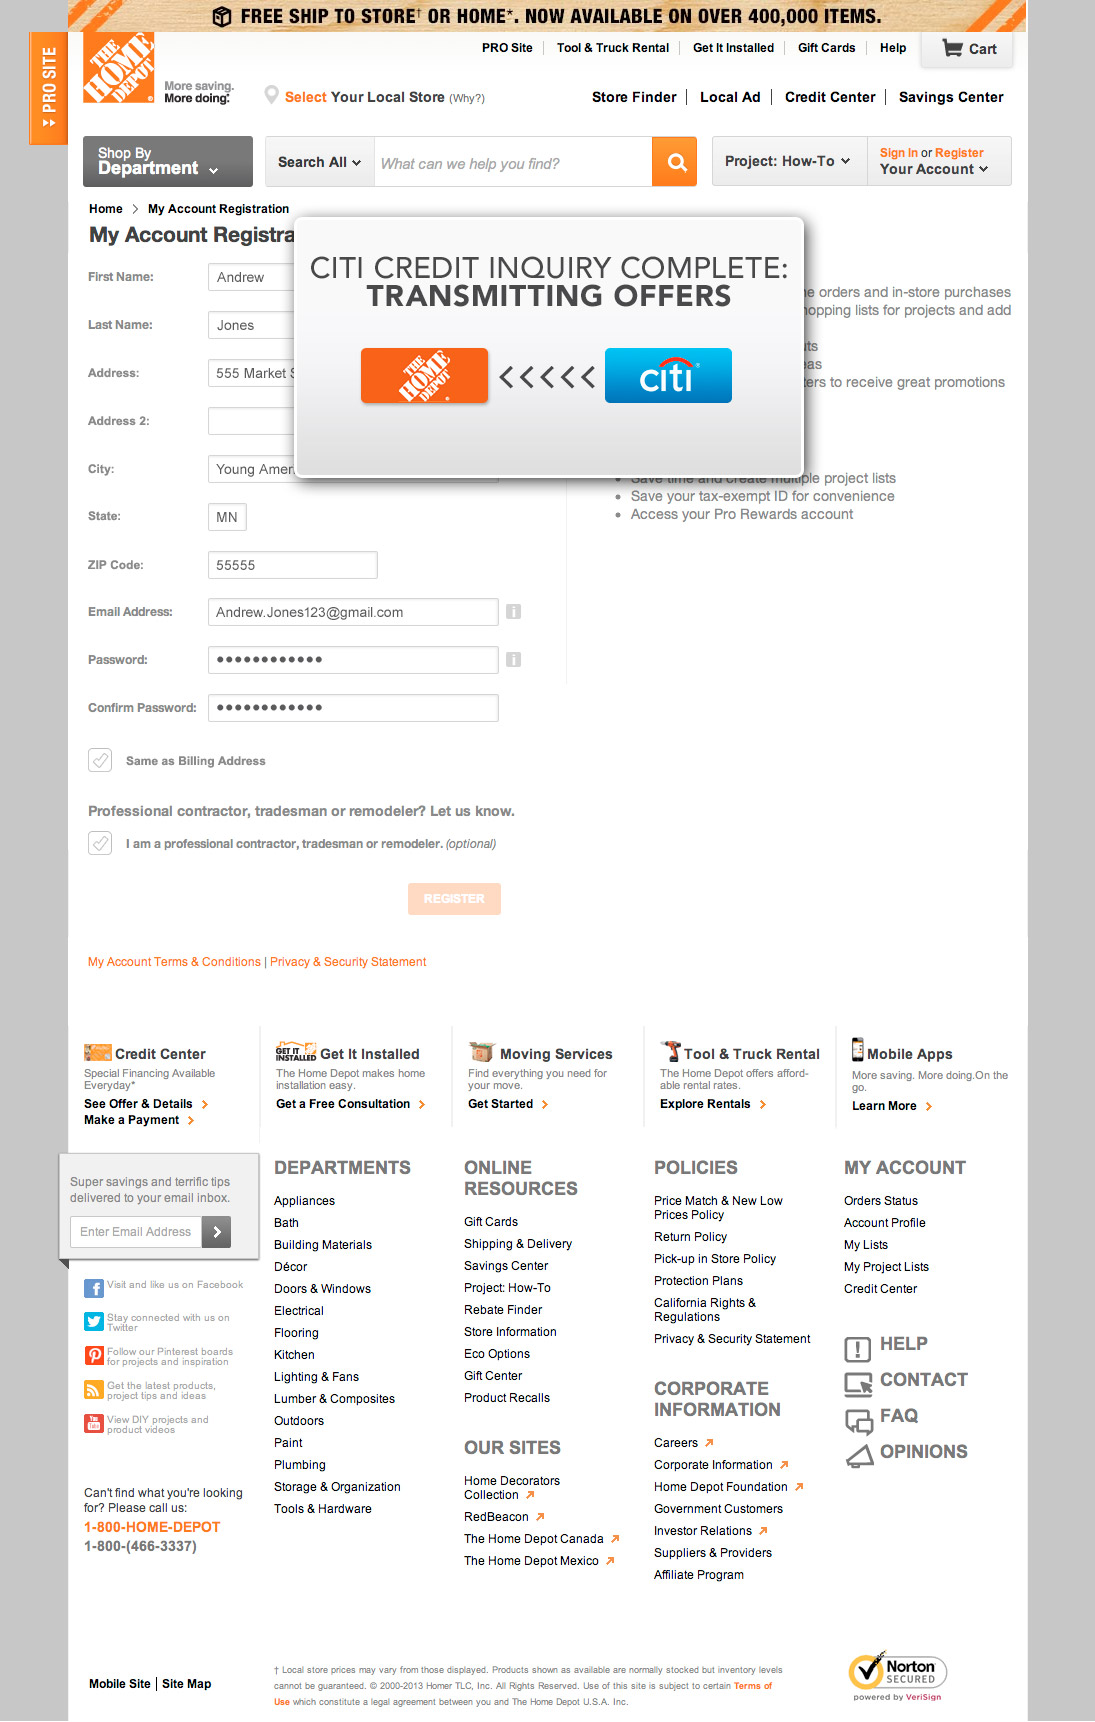 FREE SHIP TO STORE† OR HOME*. NOW AVAILABLE ON OVER 400,000 ITEMS.
PRO SITE
THE HOME DEPOT
More saving.
More doing.
PRO Site
Tool & Truck Rental
Get It Installed
Gift Cards
Help
Cart
Select Your Local Store (Why?)
Store Finder
Local Ad
Credit Center
Savings Center
Shop By
Department
Search All
What can we help you find?
Project: How-To
Sign In or Register
Your Account
Home > My Account Registration
My Account Registra
CITI CREDIT INQUIRY COMPLETE:
TRANSMITTING OFFERS
THE HOME DEPOT
citi
First Name: Andrew
Last Name: Jones
Address: 555 Market S
Address 2:
City: Young Amer
State: MN
ZIP Code: 55555
Email Address: Andrew.Jones123@gmail.com
Password: ••••••••••••
Confirm Password: ••••••••••••
Same as Billing Address
Professional contractor, tradesman or remodeler? Let us know.
I am a professional contractor, tradesman or remodeler. (optional)
REGISTER
e orders and in-store purchases
opping lists for projects and add
ts
eas
ers to receive great promotions
Save time and create multiple project lists
Save your tax-exempt ID for convenience
Access your Pro Rewards account
My Account Terms & Conditions | Privacy & Security Statement
Credit Center
Special Financing Available
Everyday*
See Offer & Details
Make a Payment
GET IT INSTALLED
Get It Installed
The Home Depot makes home
installation easy.
Get a Free Consultation
Moving Services
Find everything you need for
your move.
Get Started
Tool & Truck Rental
The Home Depot offers afford-
able rental rates.
Explore Rentals
Mobile Apps
More saving. More doing.On the
go.
Learn More
Super savings and terrific tips
delivered to your email inbox.
Enter Email Address
Visit and like us on Facebook
Stay connected with us on
Twitter
Follow our Pinterest boards
for projects and inspiration
Get the latest products,
project tips and ideas
View DIY projects and
product videos
Can't find what you're looking
for? Please call us:
1-800-HOME-DEPOT
1-800-(466-3337)
DEPARTMENTS
Appliances
Bath
Building Materials
Décor
Doors & Windows
Electrical
Flooring
Kitchen
Lighting & Fans
Lumber & Composites
Outdoors
Paint
Plumbing
Storage & Organization
Tools & Hardware
ONLINE
RESOURCES
Gift Cards
Shipping & Delivery
Savings Center
Project: How-To
Rebate Finder
Store Information
Eco Options
Gift Center
Product Recalls
OUR SITES
Home Decorators
Collection
RedBeacon
The Home Depot Canada
The Home Depot Mexico
POLICIES
Price Match & New Low
Prices Policy
Return Policy
Pick-up in Store Policy
Protection Plans
California Rights &
Regulations
Privacy & Security Statement
CORPORATE
INFORMATION
Careers
Corporate Information
Home Depot Foundation
Government Customers
Investor Relations
Suppliers & Providers
Affiliate Program
MY ACCOUNT
Orders Status
Account Profile
My Lists
My Project Lists
Credit Center
HELP
CONTACT
FAQ
OPINIONS
Mobile Site | Site Map
† Local store prices may vary from those displayed. Products shown as available are normally stocked but inventory levels
cannot be guaranteed. © 2000-2013 Homer TLC, Inc. All Rights Reserved. Use of this site is subject to certain Terms of
Use which constitute a legal agreement between you and The Home Depot U.S.A. Inc.
Norton
SECURED
powered by VeriSign